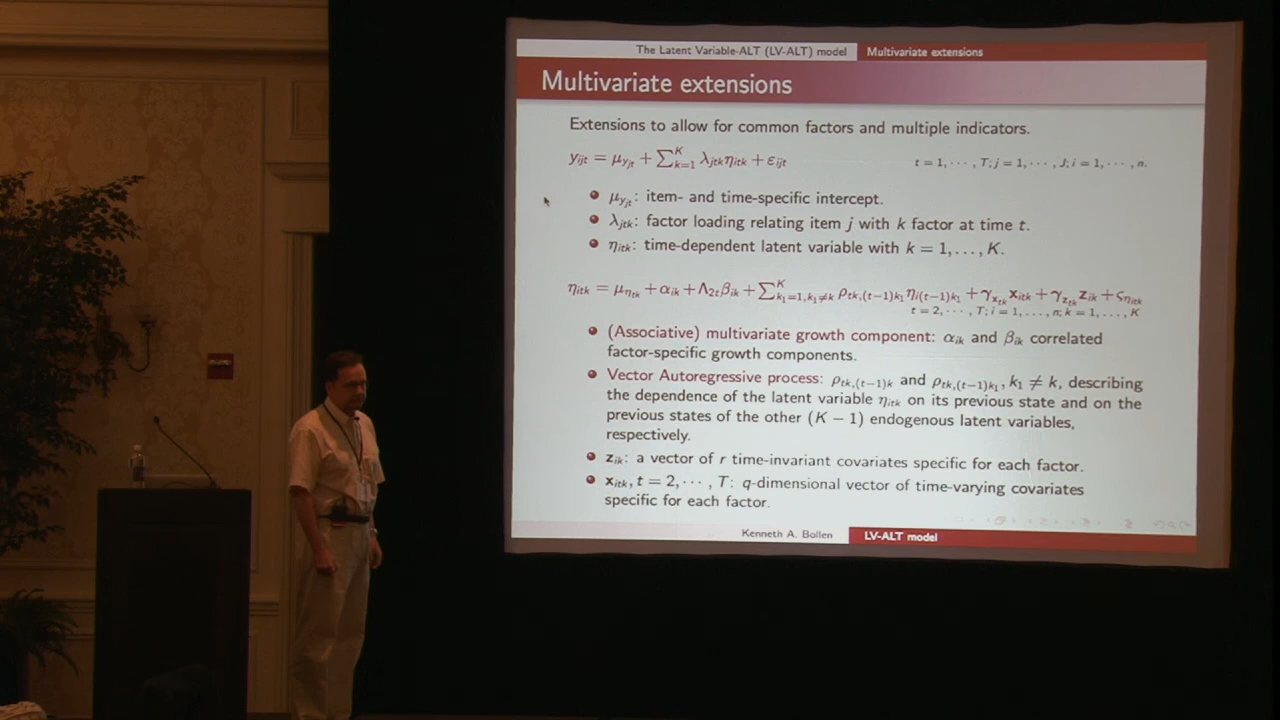 The Latent Variable-ALT (LV-ALT) model Multivariate extensions
Multivariate extensions
Extensions to allow for common factors and multiple indicators.
y_{ijt} = μ_{y_{jt}} + ∑_{k=1}^{K} λ_{jtk}η_{itk} + ε_{ijt} t = 1, ⋯ , T; j = 1, ⋯ , J; i = 1, ⋯ , n.
μ_{y_{jt}}: item- and time-specific intercept.
λ_{jtk}: factor loading relating item j with k factor at time t.
η_{itk}: time-dependent latent variable with k = 1, . . . , K.
η_{itk} = μ_{η_{tk}} + α_{ik} + Λ_{2t}β_{ik} + ∑_{k_1=1,k_1≠k}^{K} ρ_{tk,(t−1)k_1} η_{i(t−1)k_1} + γ_{x_{tk}} x_{itk} + γ_{z_{tk}} z_{ik} + ς_{η_{itk}}
t = 2, ⋯ , T; i = 1, . . . , n; k = 1, . . . , K
(Associative) multivariate growth component: α_{ik} and β_{ik} correlated
factor-specific growth components.
Vector Autoregressive process: ρ_{tk,(t−1)k} and ρ_{tk,(t−1)k_1}, k_1 ≠ k, describing
the dependence of the latent variable η_{itk} on its previous state and on the
previous states of the other (K − 1) endogenous latent variables,
respectively.
z_{ik}: a vector of r time-invariant covariates specific for each factor.
x_{itk}, t = 2, ⋯ , T: q-dimensional vector of time-varying covariates
specific for each factor.
Kenneth A. Bollen LV-ALT model